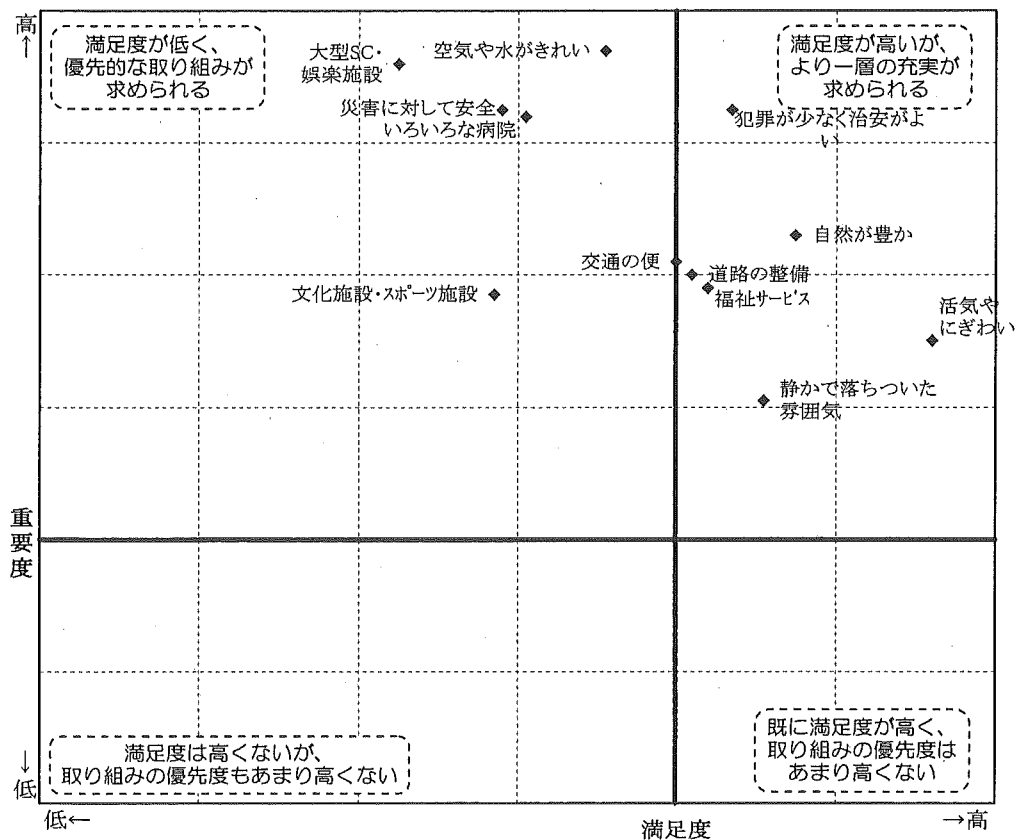 高
↑
満足度が低く、
優先的な取り組みが
求められる
大型SC・
娯楽施設
空気や水がきれい
満足度が高いが、
より一層の充実が
求められる
災害に対して安全
いろいろな病院
犯罪が少なく治安がよ
い
自然が豊か
交通の便
道路の整備
文化施設・スポーツ施設
福祉サービス
活気や
にぎわい
静かで落ちついた
雰囲気
重要度
満足度は高くないが、
取り組みの優先度もあまり高くない
既に満足度が高く、
取り組みの優先度は
あまり高くない
↓
低
低←
→高
満足度